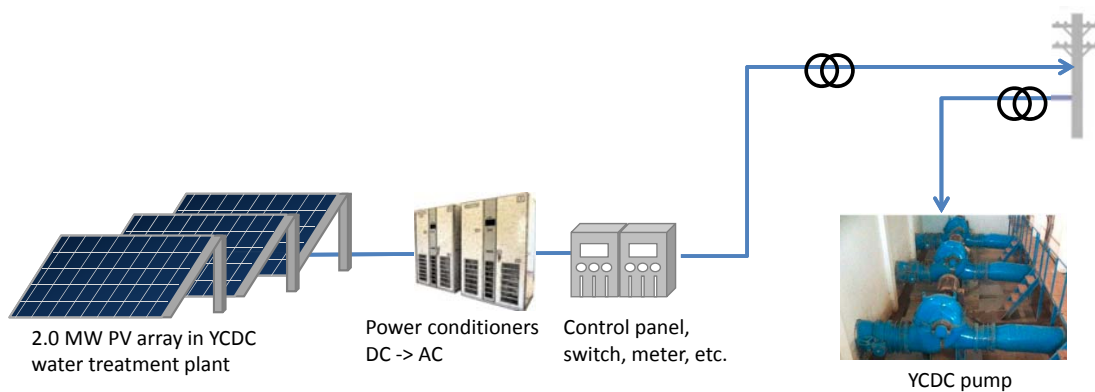 2.0 MW PV array in YCDC
water treatment plant
Power conditioners
DC -> AC
Control panel,
switch, meter, etc.
YCDC pump